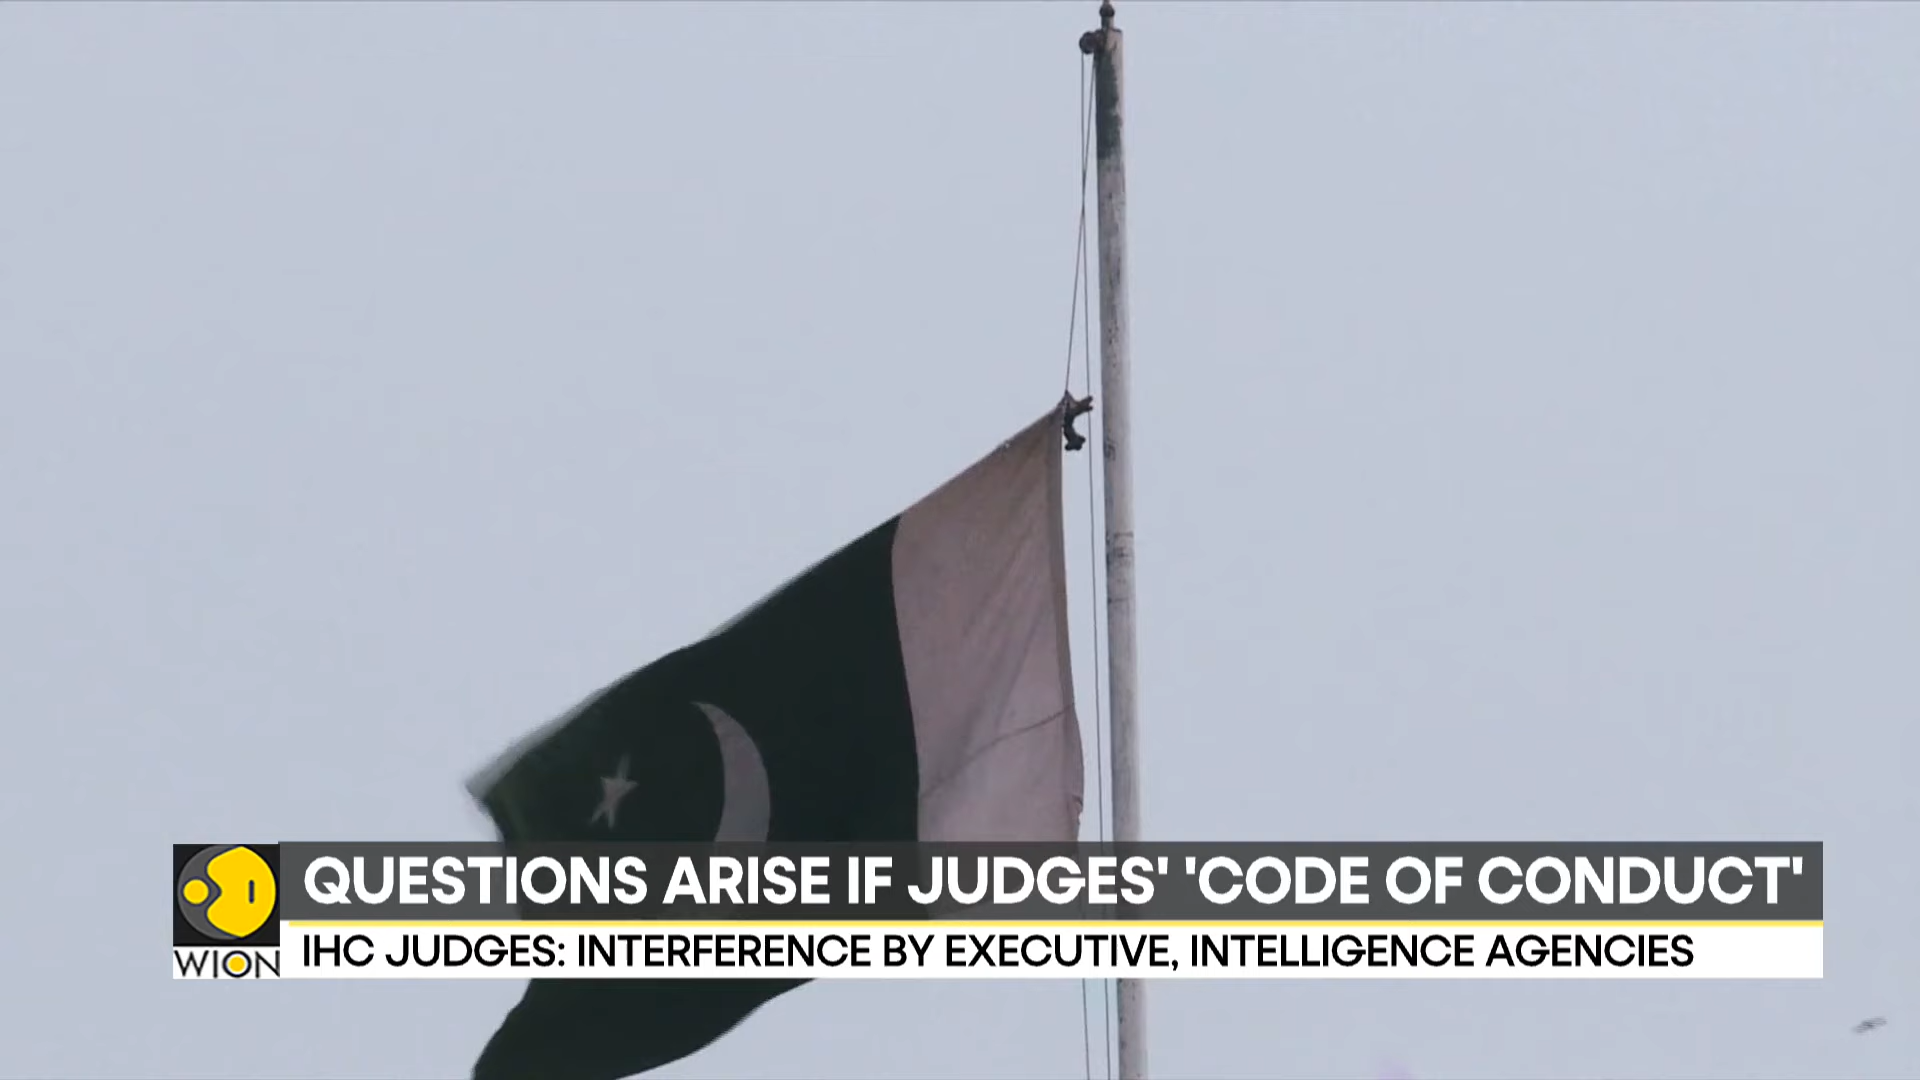 QUESTIONS ARISE IF JUDGES' 'CODE OF CONDUCT'
IHC JUDGES: INTERFERENCE BY EXECUTIVE, INTELLIGENCE AGENCIES
WION